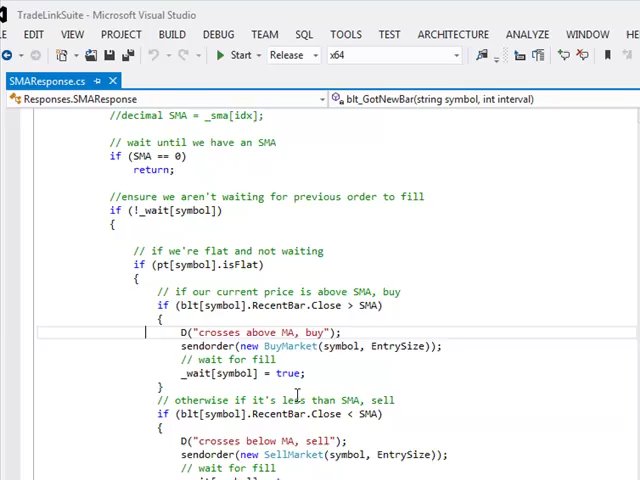 TradeLinkSuite - Microsoft Visual Studio
EDIT VIEW PROJECT BUILD DEBUG TEAM SQL TOOLS TEST ARCHITECTURE ANALYZE WINDOW
Start Release x64
SMAResponse.cs
Responses.SMAResponse blt_GotNewBar(string symbol, int interval)
//decimal SMA = _sma[idx];
// wait until we have an SMA
if (SMA == 0)
return;
//ensure we aren't waiting for previous order to fill
if (!_wait[symbol])
{
// if we're flat and not waiting
if (pt[symbol].isFlat)
{
// if our current price is above SMA, buy
if (blt[symbol].RecentBar.Close > SMA)
{
D("crosses above MA, buy");
sendorder(new BuyMarket(symbol, EntrySize));
// wait for fill
_wait[symbol] = true;
}
// otherwise if it's less than SMA, sell
if (blt[symbol].RecentBar.Close < SMA)
{
D("crosses below MA, sell");
sendorder(new SellMarket(symbol, EntrySize));
// wait for fill